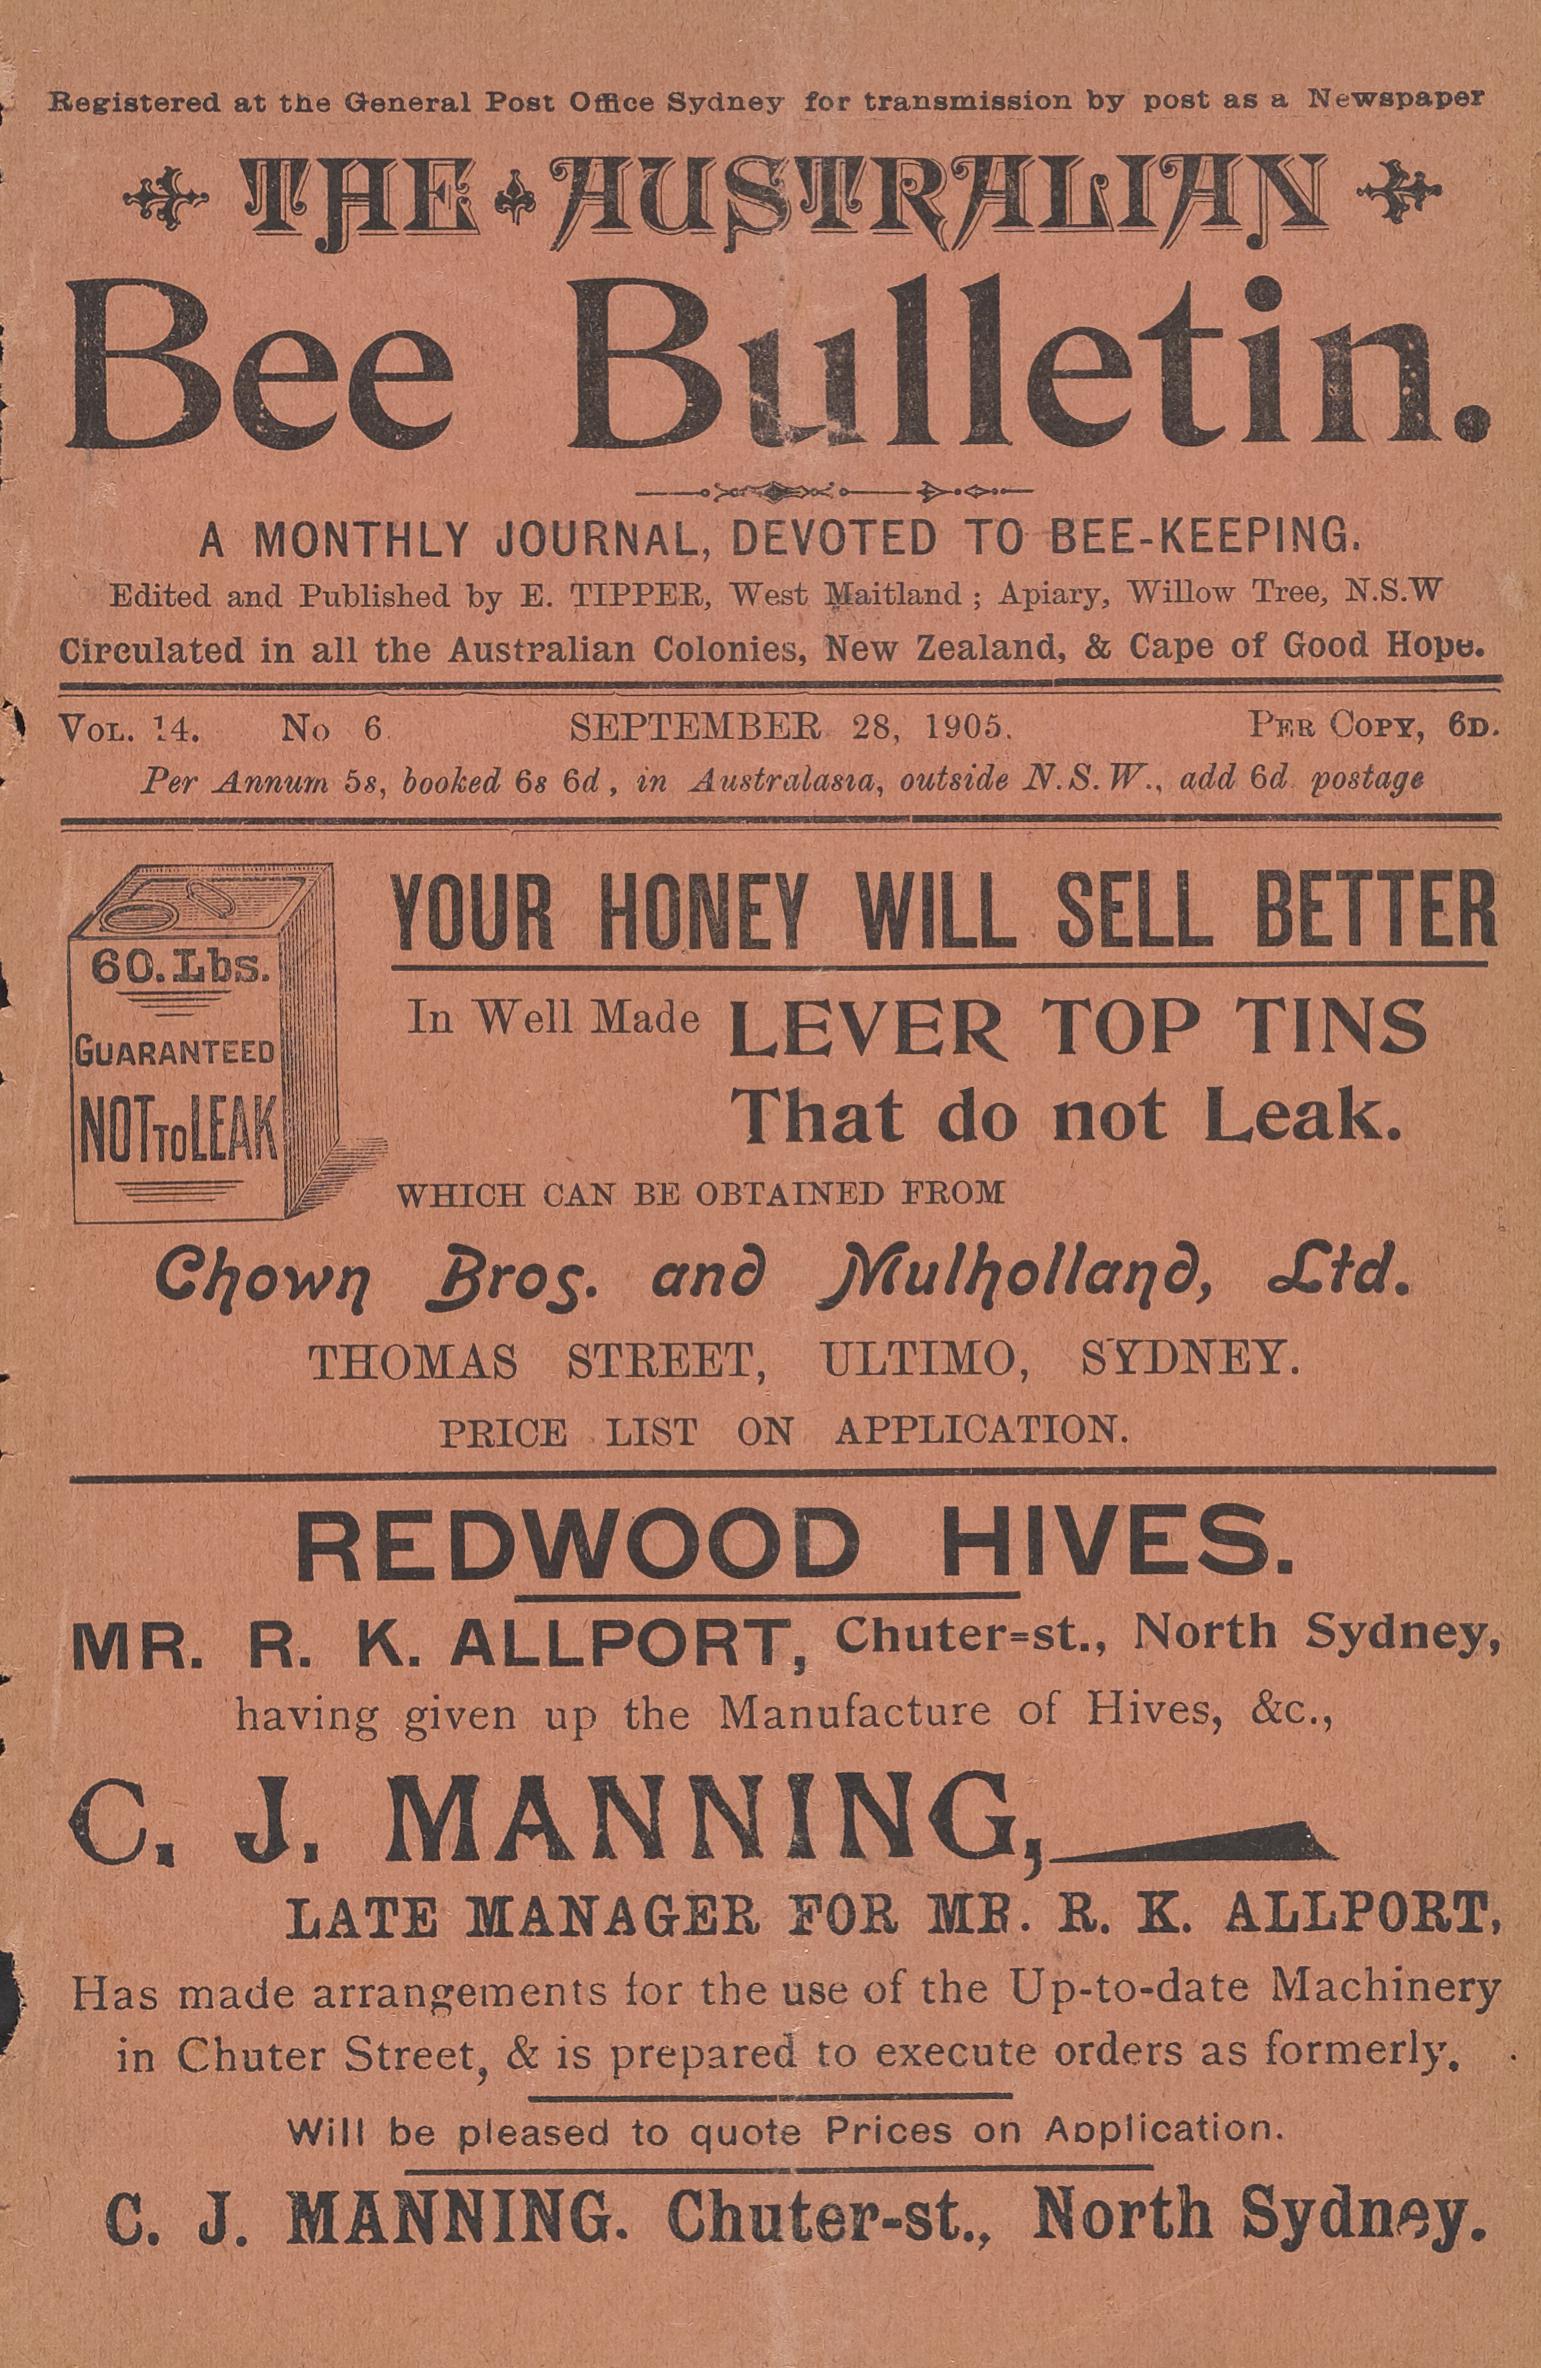 Registered at the General Post Office Sydney for transmission by post as a Newspaper
THE AUSTRALIAN
Bee Bulletin.
A MONTHLY JOURNAL, DEVOTED TO BEE-KEEPING.
Edited and Published by E. TIPPER, West Maitland ; Apiary, Willow Tree, N.S.W
Circulated in all the Australian Colonies, New Zealand, & Cape of Good Hope.
VOL. 14. No 6. SEPTEMBER 28, 1905. PER COPY, 6D.
Per Annum 5s, booked 6s 6d, in Australasia, outside N.S.W., add 6d. postage
60. Lbs.
GUARANTEED
NOT TO LEAK
YOUR HONEY WILL SELL BETTER
In Well Made LEVER TOP TINS
That do not Leak.
WHICH CAN BE OBTAINED FROM
Chown Bros. and Mulholland, Ltd.
THOMAS STREET, ULTIMO, SYDNEY.
PRICE LIST ON APPLICATION.
REDWOOD HIVES.
MR. R. K. ALLPORT, Chuter=st., North Sydney,
having given up the Manufacture of Hives, &c.,
C. J. MANNING,
LATE MANAGER FOR MR. R. K. ALLPORT,
Has made arrangements for the use of the Up-to-date Machinery
in Chuter Street, & is prepared to execute orders as formerly.
Will be pleased to quote Prices on Application.
C. J. MANNING. Chuter-st., North Sydney.